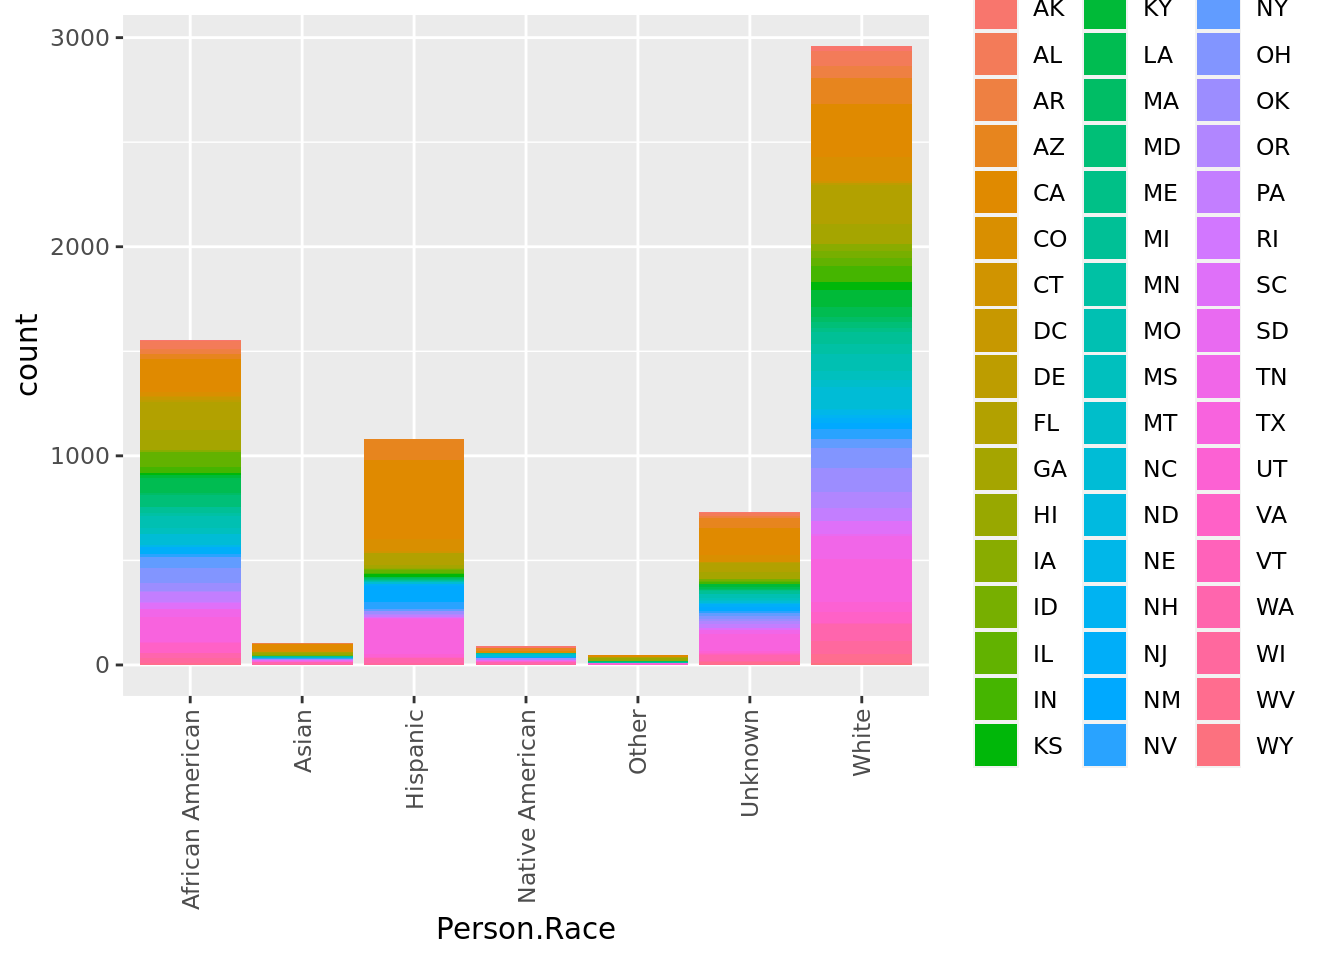 3000
2000
1000
0
count
African American
Asian
Hispanic
Native American
Other
Unknown
White
Person.Race
AK KY NY
AL LA OH
AR MA OK
AZ MD OR
CA ME PA
CO MI RI
CT MN SC
DC MO SD
DE MS TN
FL MT TX
GA NC UT
HI ND VA
IA NE VT
ID NH WA
IL NJ WI
IN NM WV
KS NV WY